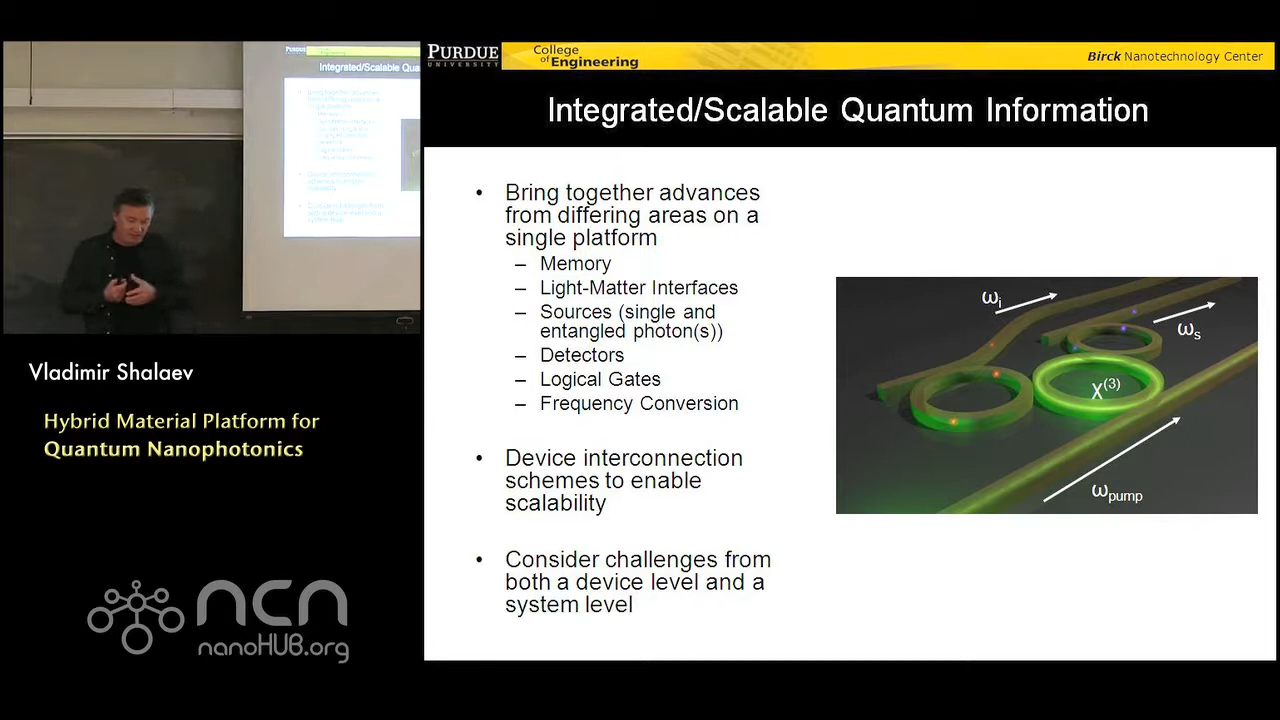 PURDUE
UNIVERSITY
College
of Engineering
Birck Nanotechnology Center
Integrated/Scalable Quantum Information
• Bring together advances
from differing areas on a
single platform
– Memory
– Light-Matter Interfaces
– Sources (single and
entangled photon(s))
– Detectors
– Logical Gates
– Frequency Conversion
• Device interconnection
schemes to enable
scalability
• Consider challenges from
both a device level and a
system level
ωi
ωs
χ(3)
ωpump
Integrated/Scalable Qua
Vladimir Shalaev
Hybrid Material Platform for
Quantum Nanophotonics
ncn
nanoHUB.org